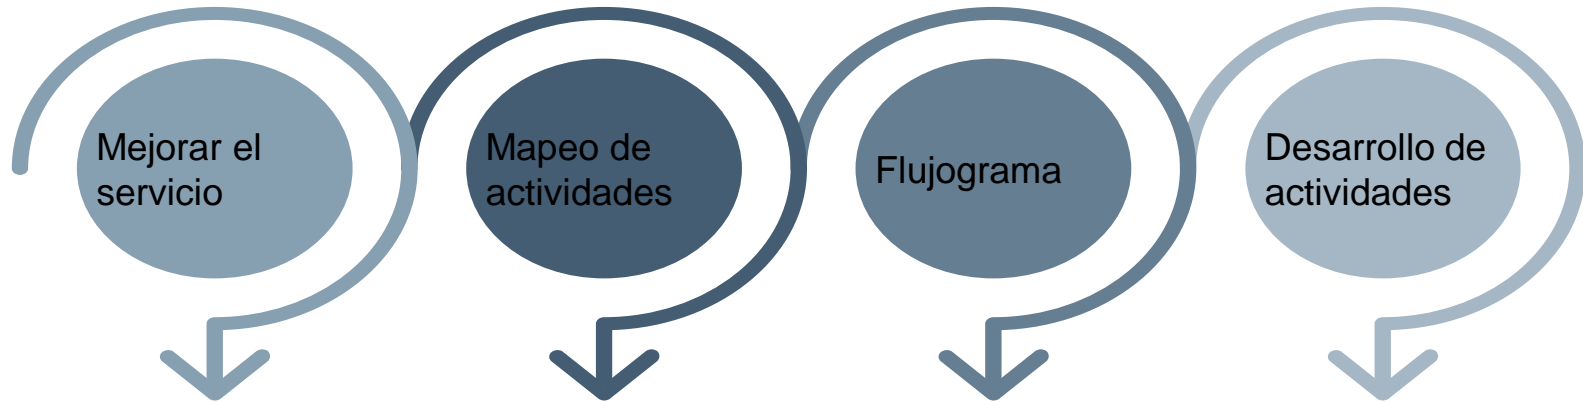 Mejorar el
servicio
Mapeo de
actividades
Flujograma
Desarrollo de
actividades